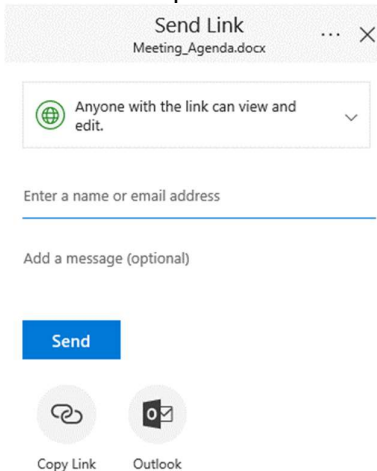 Send Link
Meeting_Agenda.docx
Anyone with the link can view and
edit.
Enter a name or email address
Add a message (optional)
Send
Copy Link
Outlook